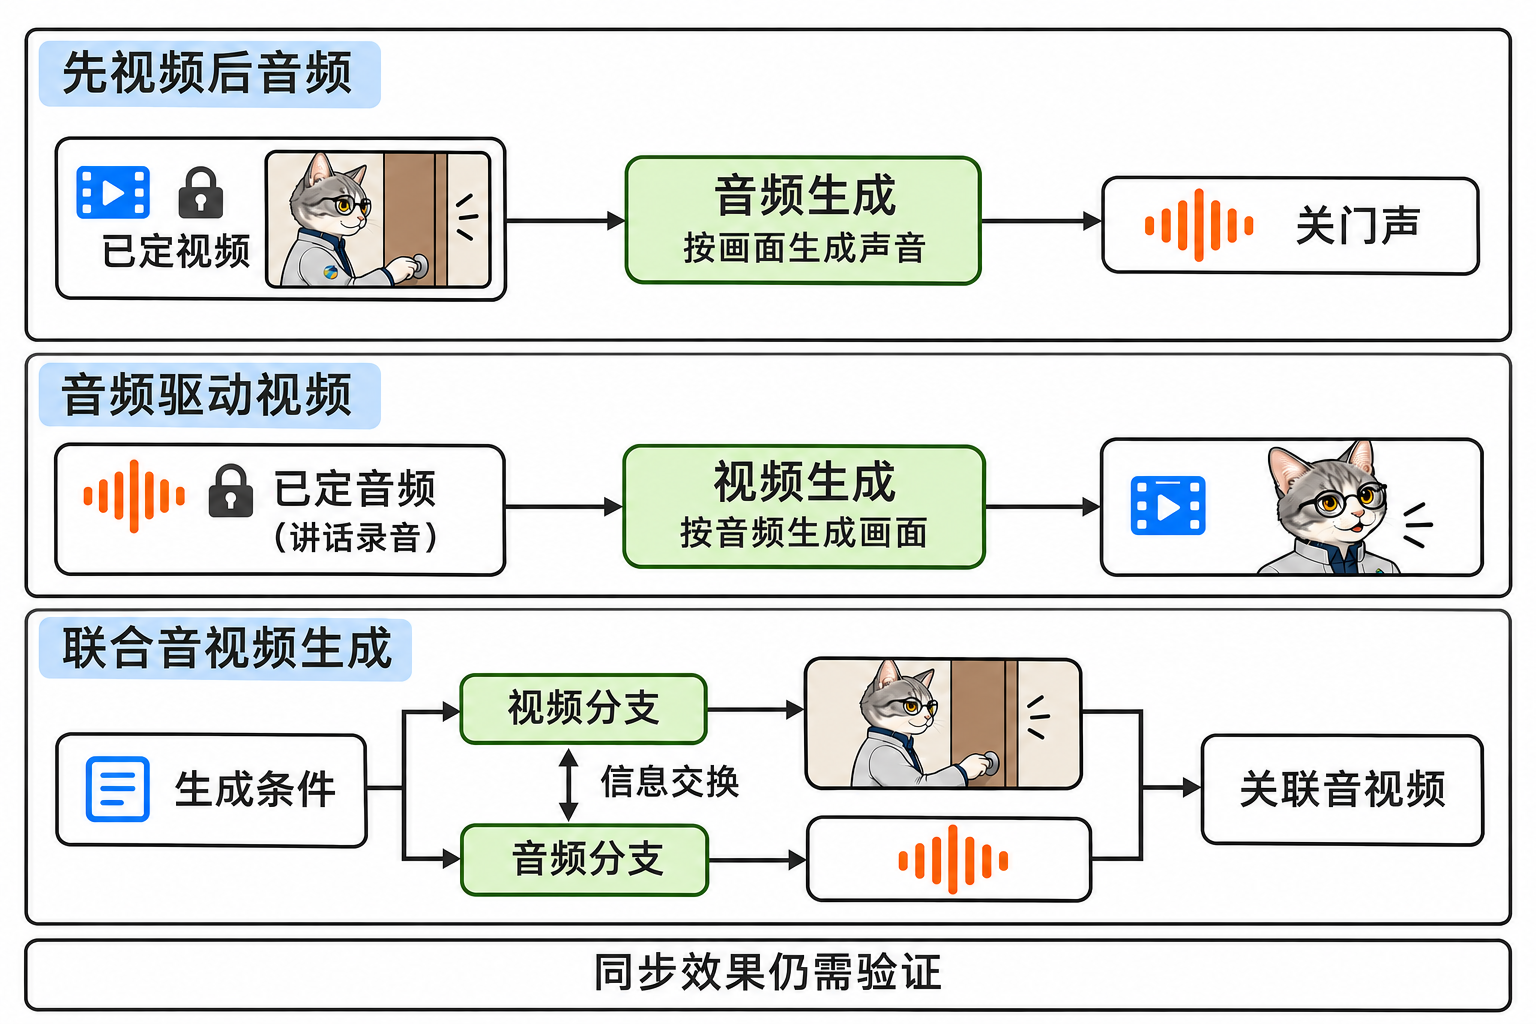 先视频后音频
已定视频
音频生成
按画面生成声音
关门声
音频驱动视频
已定音频
（讲话录音）
视频生成
按音频生成画面
联合音视频生成
生成条件
视频分支
信息交换
音频分支
关联音视频
同步效果仍需验证